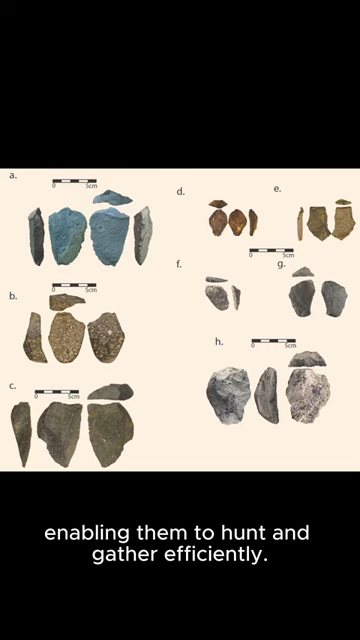 a.
0 5cm
d.
e.
b.
0 5cm
0 5cm
f.
g.
c.
0 5cm
h.
0 5cm
enabling them to hunt and
gather efficiently.